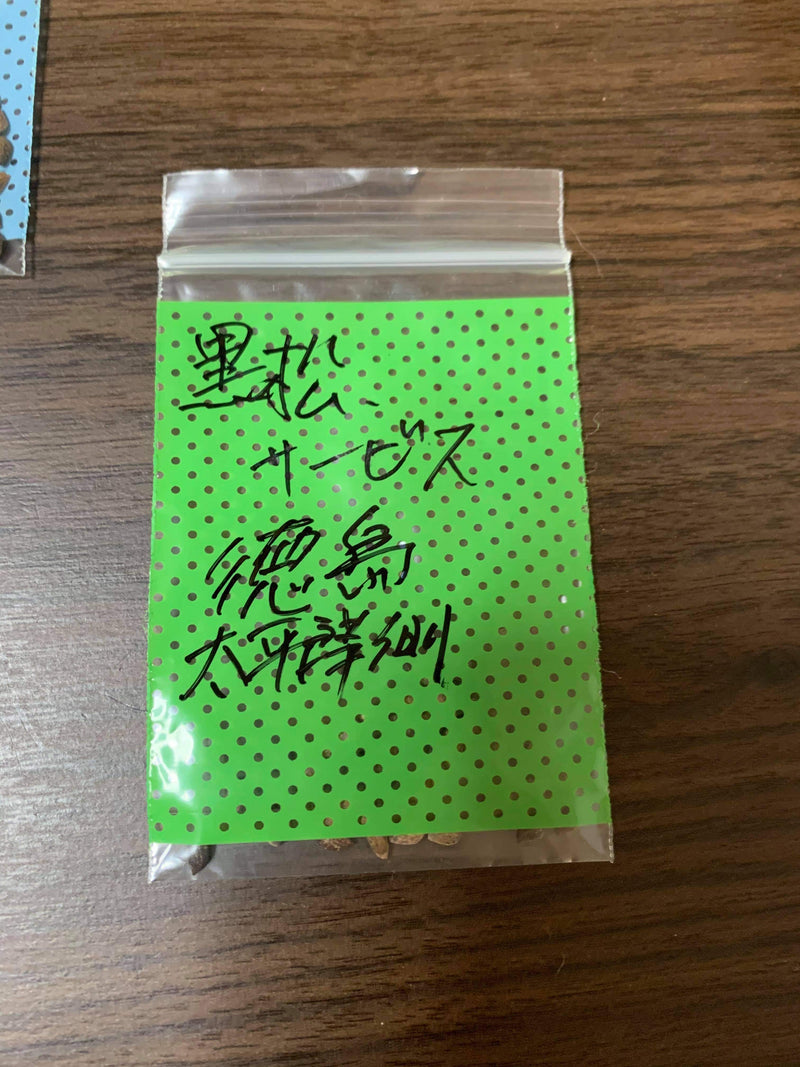 黒松
サービス
徳島
太平洋側